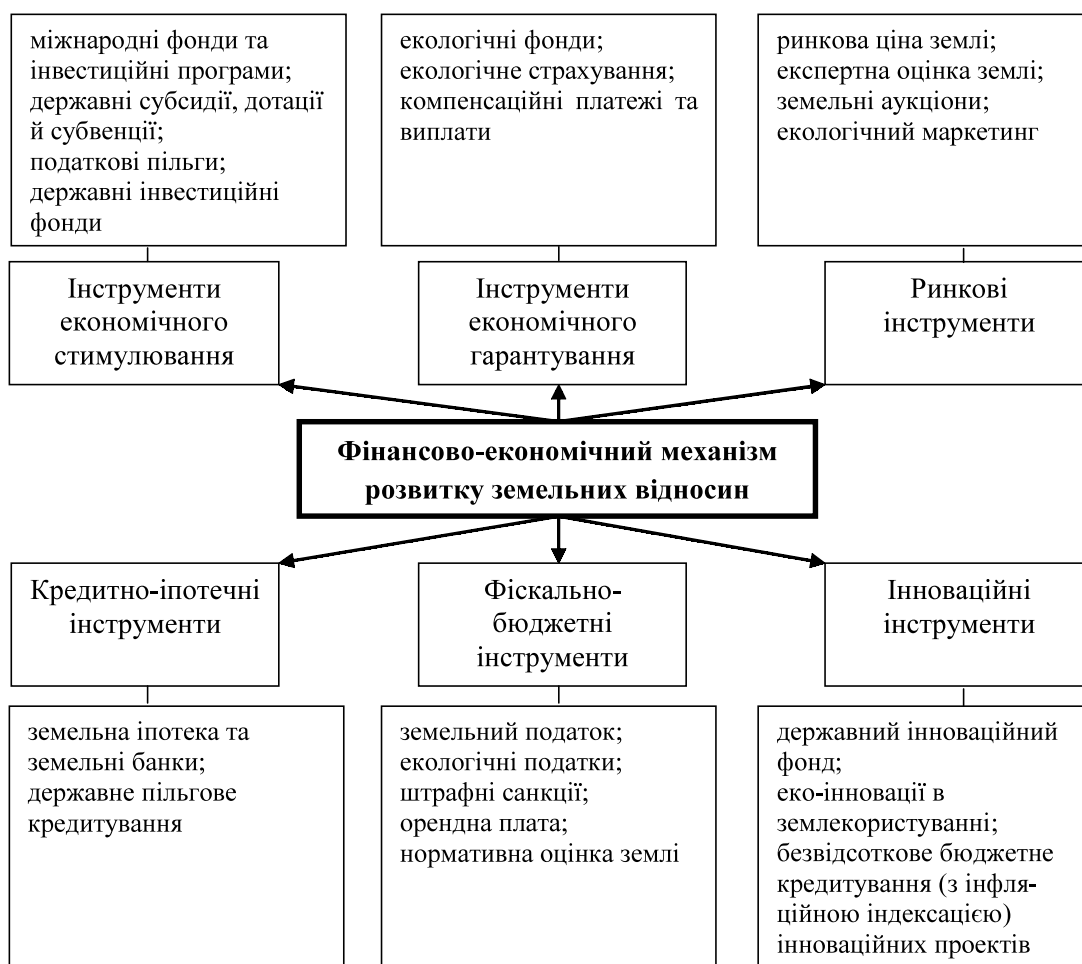 міжнародні фонди та
інвестиційні програми;
державні субсидії, дотації
й субвенції;
податкові пільги;
державні інвестиційні
фонди
екологічні фонди;
екологічне страхування;
компенсаційні платежі та
виплати
ринкова ціна землі;
експертна оцінка землі;
земельні аукціони;
екологічний маркетинг
Інструменти
економічного
стимулювання
Інструменти
економічного
гарантування
Ринкові
інструменти
Фінансово-економічний механізм
розвитку земельних відносин
Кредитно-іпотечні
інструменти
Фіскально-
бюджетні
інструменти
Інноваційні
інструменти
земельна іпотека та
земельні банки;
державне пільгове
кредитування
земельний податок;
екологічні податки;
штрафні санкції;
орендна плата;
нормативна оцінка землі
державний інноваційний
фонд;
еко-інновації в
землекористуванні;
безвідсоткове бюджетне
кредитування (з інфля-
ційною індексацією)
інноваційних проектів